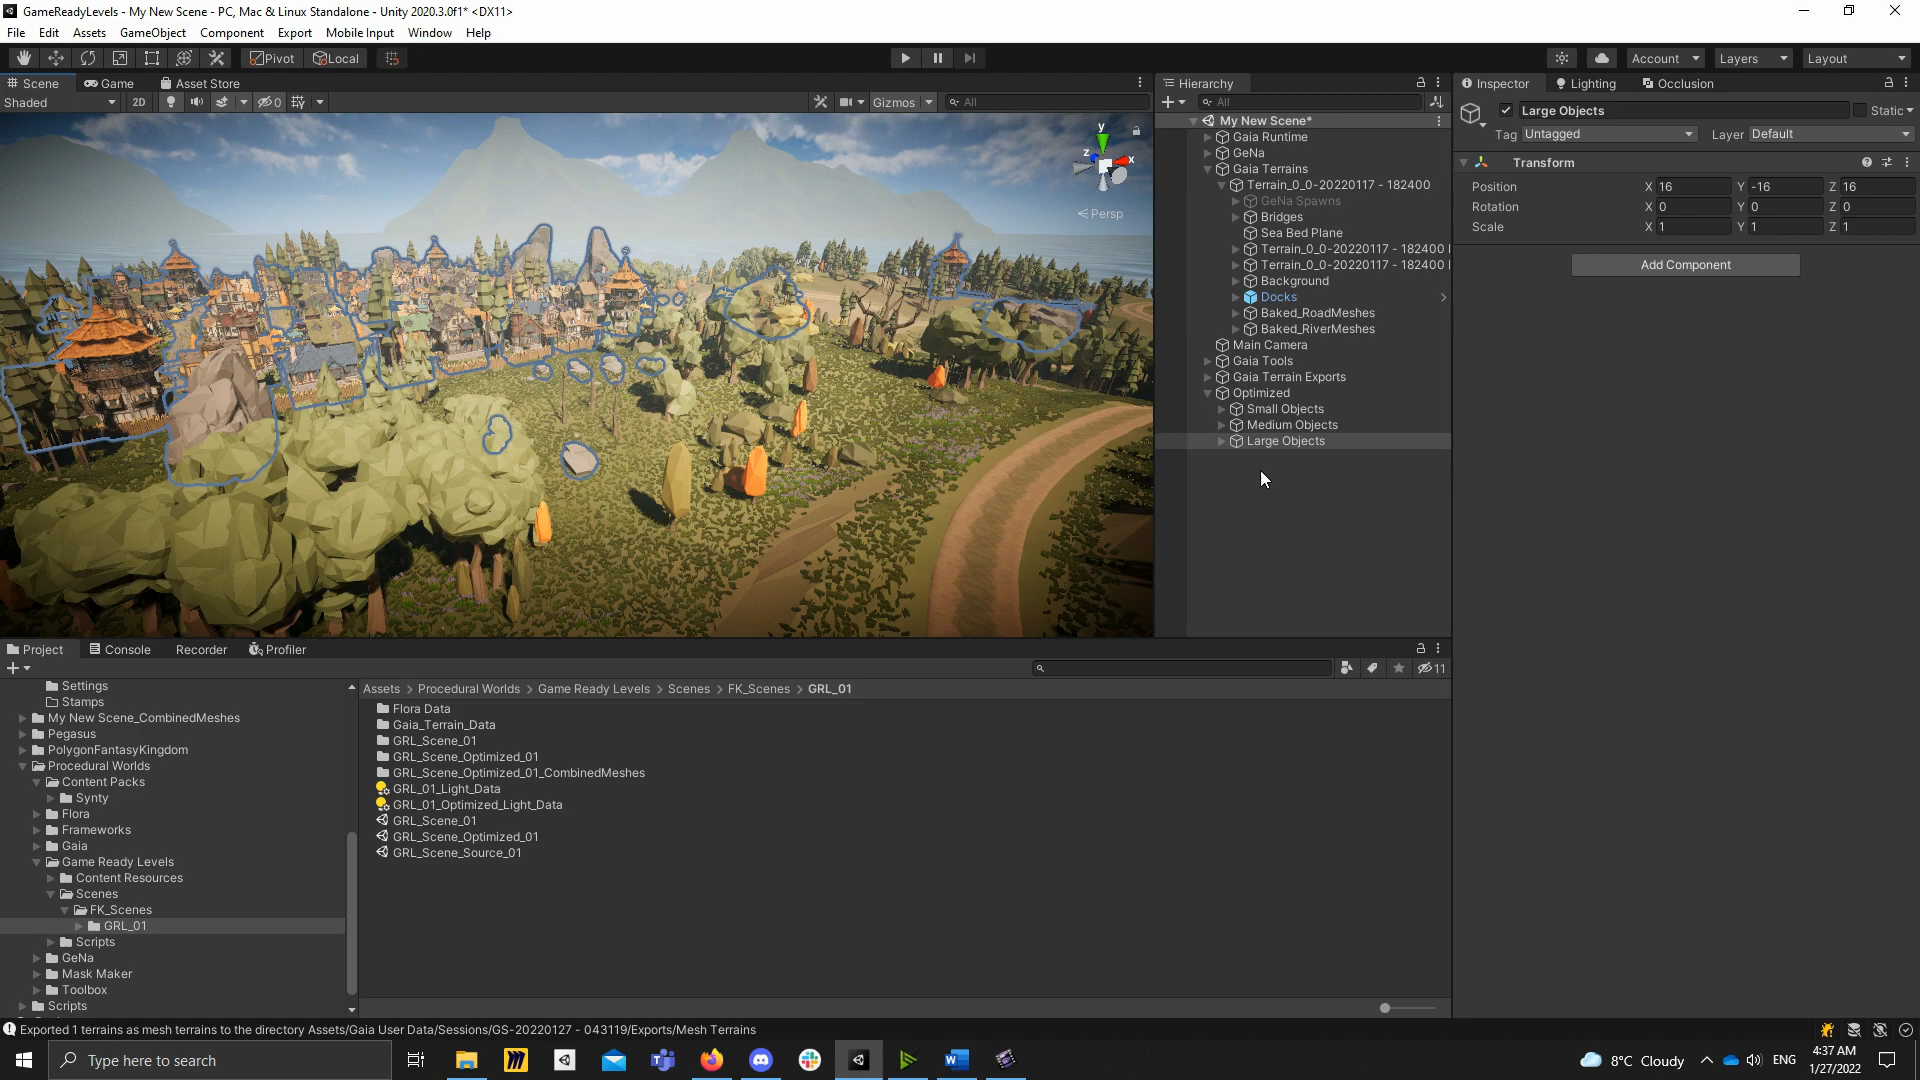 GameReadyLevels - My New Scene - PC, Mac & Linux Standalone - Unity 2020.3.0f1* <DX11>
File Edit Assets GameObject Component Export Mobile Input Window Help
Pivot Local Account Layers Layout
Scene Game Asset Store
Shaded 2D 0 Gizmos All
y
x
z
Persp
Hierarchy
All
My New Scene*
Gaia Runtime
GeNa
Gaia Terrains
Terrain_0_0-20220117 - 182400
GeNa Spawns
Bridges
Sea Bed Plane
Terrain_0_0-20220117 - 182400
Terrain_0_0-20220117 - 182400
Background
Docks
Baked_RoadMeshes
Baked_RiverMeshes
Main Camera
Gaia Tools
Gaia Terrain Exports
Optimized
Small Objects
Medium Objects
Large Objects
Inspector Lighting Occlusion
Large Objects Static
Tag Untagged Layer Default
Transform
Position X 16 Y -16 Z 16
Rotation X 0 Y 0 Z 0
Scale X 1 Y 1 Z 1
Add Component
Project Console Recorder Profiler
11
Settings
Stamps
My New Scene_CombinedMeshes
Pegasus
PolygonFantasyKingdom
Procedural Worlds
Content Packs
Synty
Flora
Frameworks
Gaia
Game Ready Levels
Content Resources
Scenes
FK_Scenes
GRL_01
Scripts
GeNa
Mask Maker
Toolbox
Scripts
Assets > Procedural Worlds > Game Ready Levels > Scenes > FK_Scenes > GRL_01
Flora Data
Gaia_Terrain_Data
GRL_Scene_01
GRL_Scene_Optimized_01
GRL_Scene_Optimized_01_CombinedMeshes
GRL_01_Light_Data
GRL_01_Optimized_Light_Data
GRL_Scene_01
GRL_Scene_Optimized_01
GRL_Scene_Source_01
Exported 1 terrains as mesh terrains to the directory Assets/Gaia User Data/Sessions/GS-20220127 - 043119/Exports/Mesh Terrains
Type here to search
8°C Cloudy ENG
4:37 AM
1/27/2022